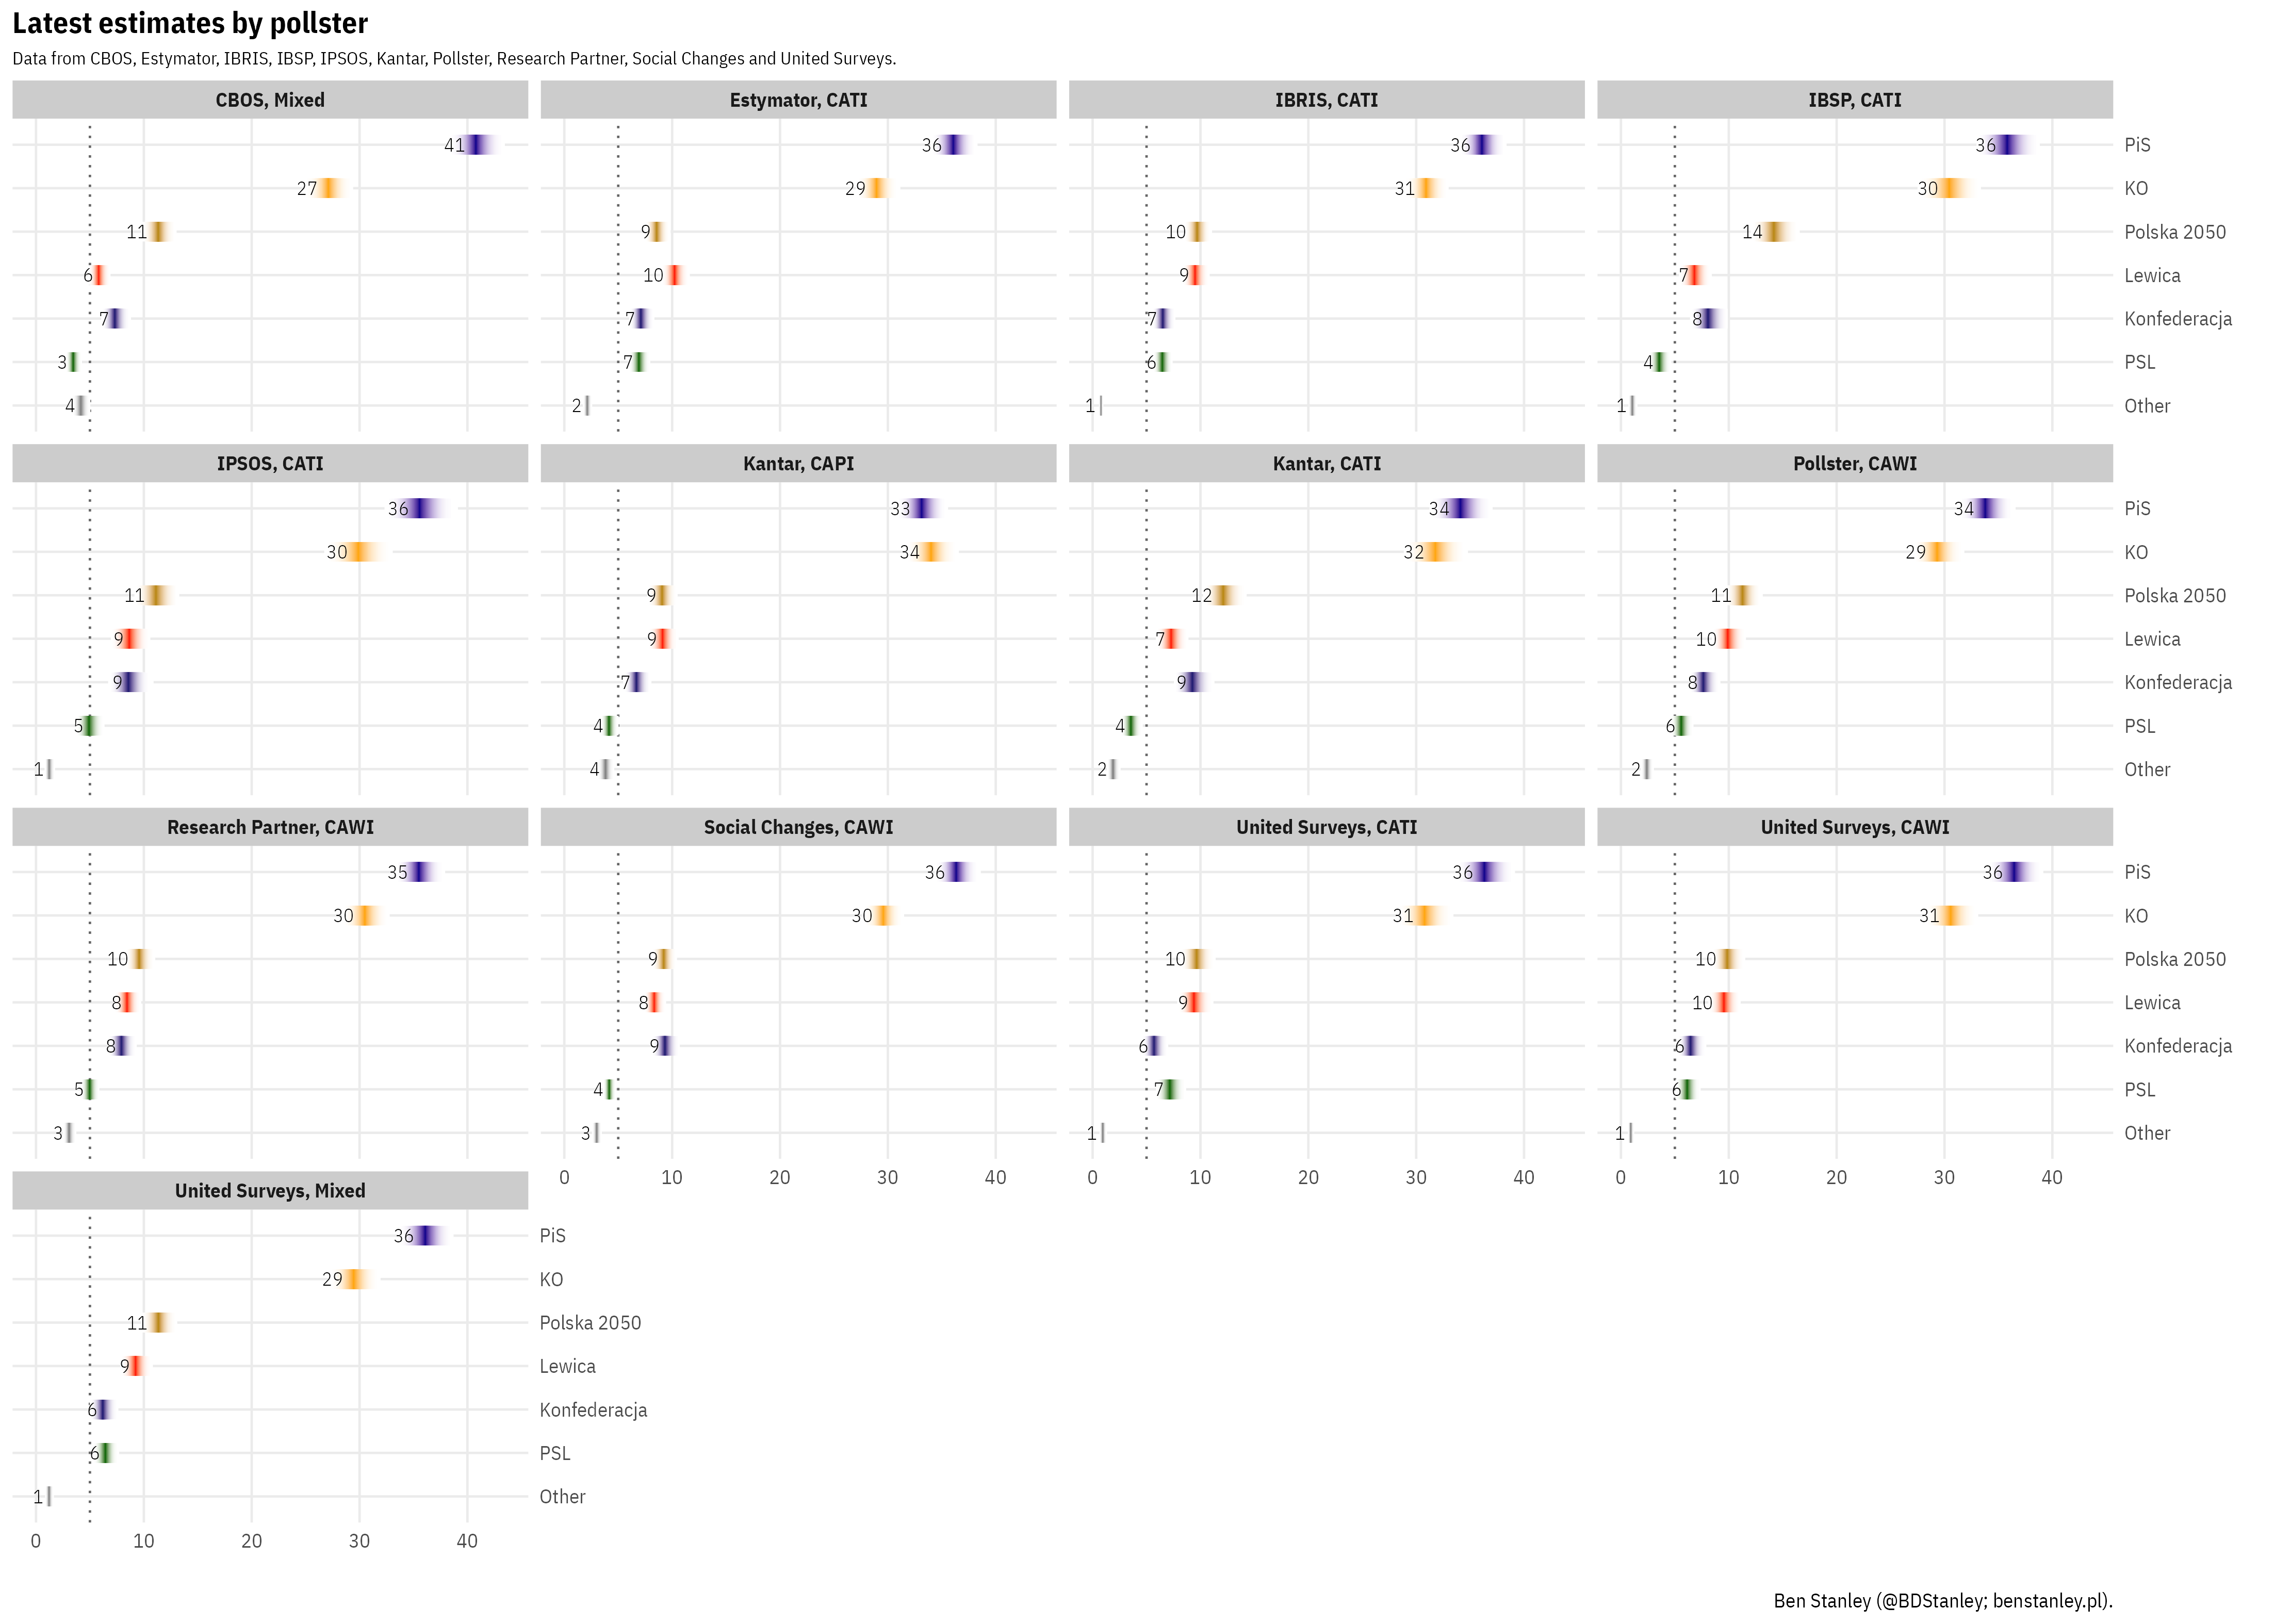 Latest estimates by pollster
Data from CBOS, Estymator, IBRIS, IBSP, IPSOS, Kantar, Pollster, Research Partner, Social Changes and United Surveys.
CBOS, Mixed Estymator, CATI IBRIS, CATI IBSP, CATI
41 36 36 36 PiS
27 29 31 30 KO
11 9 10 14 Polska 2050
6 10 9 7 Lewica
7 7 7 8 Konfederacja
3 7 6 4 PSL
4 2 1 1 Other
IPSOS, CATI Kantar, CAPI Kantar, CATI Pollster, CAWI
36 33 34 34 PiS
30 34 32 29 KO
11 9 12 11 Polska 2050
9 9 7 10 Lewica
9 7 9 8 Konfederacja
5 4 4 6 PSL
1 4 2 2 Other
Research Partner, CAWI Social Changes, CAWI United Surveys, CATI United Surveys, CAWI
35 36 36 36 PiS
30 30 31 31 KO
10 9 10 10 Polska 2050
8 8 9 10 Lewica
8 9 6 6 Konfederacja
5 4 7 6 PSL
3 3 1 1 Other
0 10 20 30 40 0 10 20 30 40 0 10 20 30 40
United Surveys, Mixed
36 PiS
29 KO
11 Polska 2050
9 Lewica
6 Konfederacja
6 PSL
1 Other
0 10 20 30 40
Ben Stanley (@BDStanley; benstanley.pl).